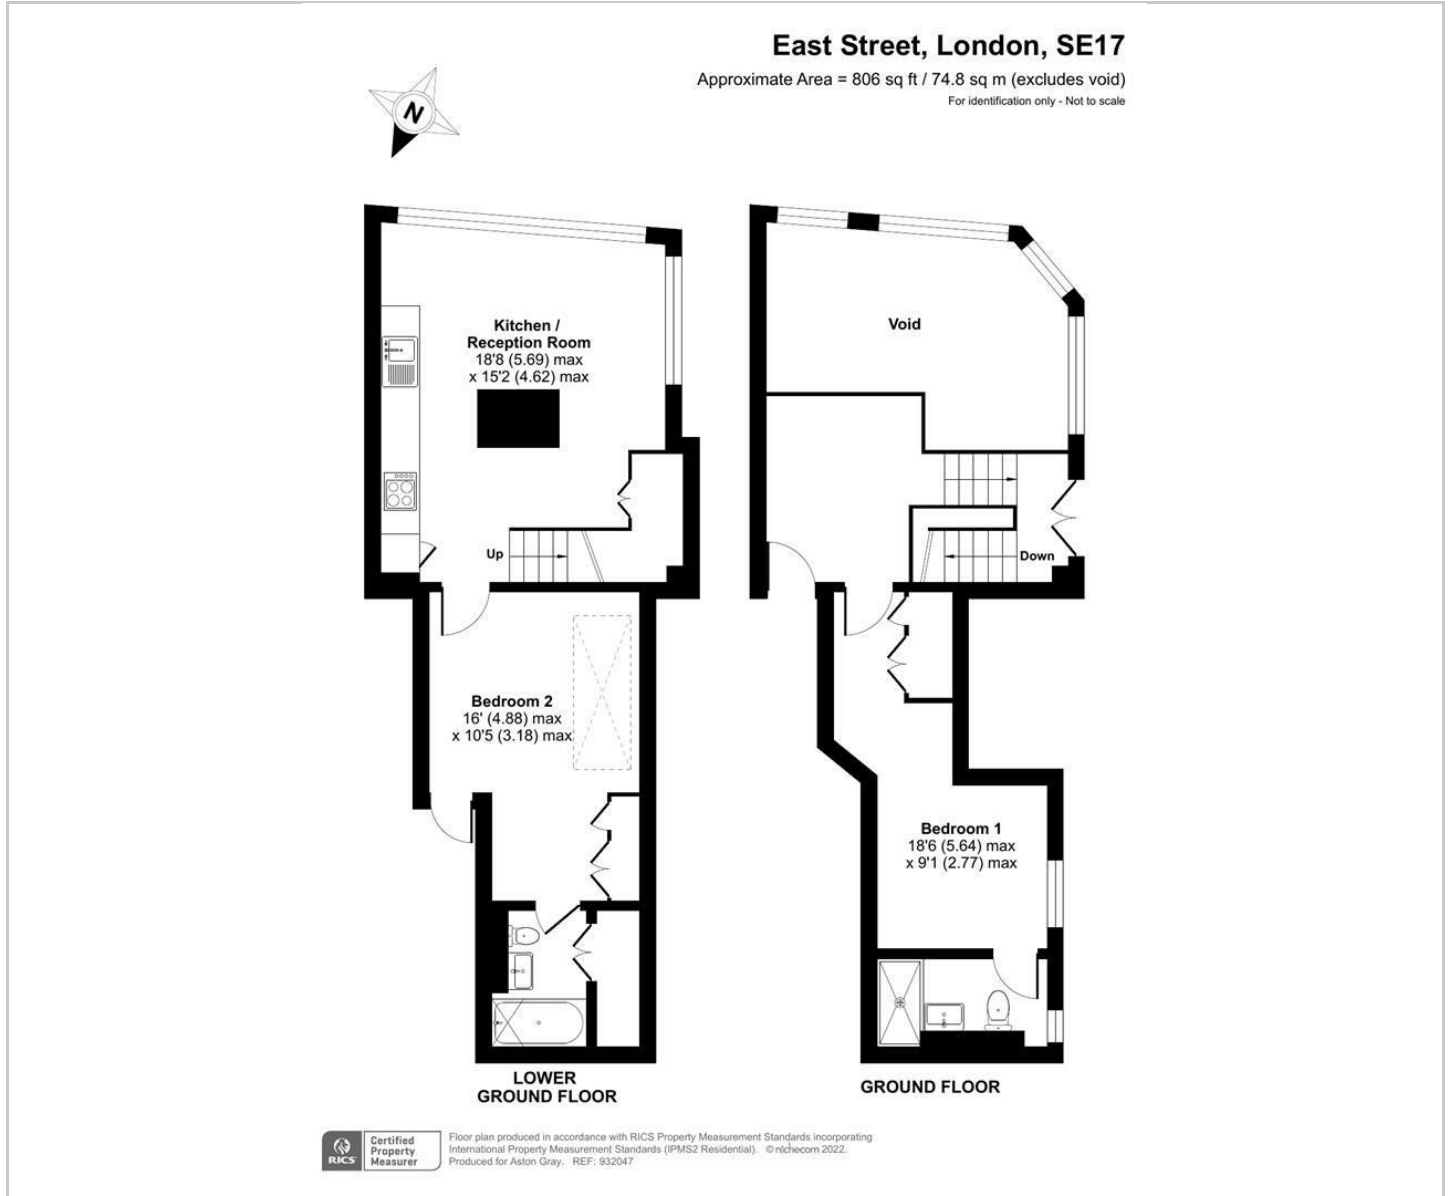 East Street, London, SE17
Approximate Area = 806 sq ft / 74.8 sq m (excludes void)
For identification only - Not to scale
N
Kitchen /
Reception Room
18'8 (5.69) max
x 15'2 (4.62) max
Up
Bedroom 2
16' (4.88) max
x 10'5 (3.18) max
LOWER
GROUND FLOOR
Void
Down
Bedroom 1
18'6 (5.64) max
x 9'1 (2.77) max
GROUND FLOOR
RICS
Certified
Property
Measurer
Floor plan produced in accordance with RICS Property Measurement Standards incorporating
International Property Measurement Standards (IPMS2 Residential). © nichecom 2022.
Produced for Aston Gray. REF: 932047